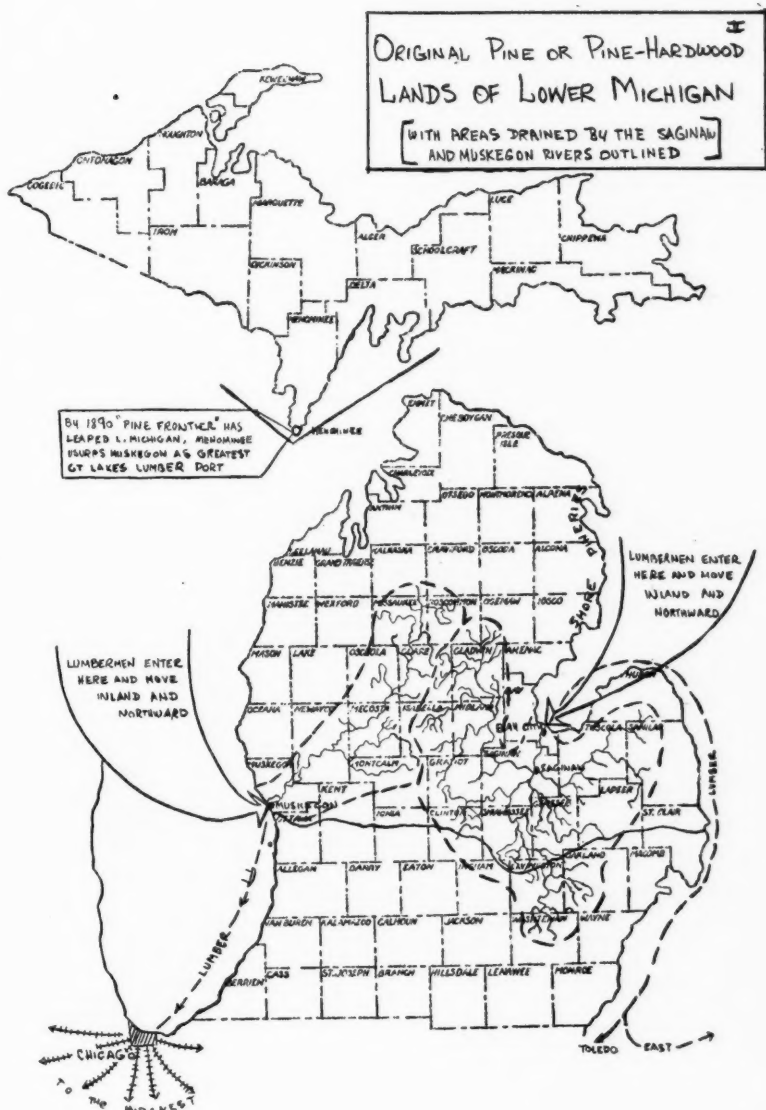 II
ORIGINAL PINE OR PINE-HARDWOOD
LANDS OF LOWER MICHIGAN
[WITH AREAS DRAINED BY THE SAGINAW
AND MUSKEGON RIVERS OUTLINED]
KEWEENAW
HOUGHTON
ONTONAGON
GOGEBIC
BARAGA
MARQUETTE
IRON
LUCE
ALGER
CHIPPEWA
SCHOOLCRAFT
MACKINAC
DICKINSON
DELTA
MENOMINEE
BY 1890 "PINE FRONTIER" HAS
LEAPED L. MICHIGAN, MENOMINEE
USURPS MUSKEGON AS GREATEST
GT LAKES LUMBER PORT
MENOMINEE
EMMET
CHEBOYGAN
PRESQUE
ISLE
CHARLEVOIX
ANTRIM
OTSEGO
MONTMORENCY
ALPENA
SHORE PINERIES
LEELANAU
BENZIE
GRAND TRAVERSE
KALKASKA
CRAWFORD
OSCODA
ALCONA
LUMBERMEN ENTER
HERE AND MOVE
INLAND AND
NORTHWARD
MANISTEE
WEXFORD
MISSAUKEE
ROSCOMMON
OGEMAW
IOSCO
LUMBERMEN ENTER
HERE AND MOVE
INLAND AND
NORTHWARD
MASON
LAKE
OSCEOLA
CLARE
GLADWIN
ARENAC
HURON
BAY
OCEANA
NEWAYGO
MECOSTA
ISABELLA
MIDLAND
BAY CITY
TUSCOLA
SANILAC
MUSKEGON
MONTCALM
GRATIOT
SAGINAW
SAGINAW
LUMBER
KENT
LAPEER
MUSKEGON
OTTAWA
IONIA
CLINTON
SHIAWASSEE
GENESEE
ST. CLAIR
ALLEGAN
BARRY
EATON
INGHAM
LIVINGSTON
OAKLAND
MACOMB
LUMBER
VAN BUREN
KALAMAZOO
CALHOUN
JACKSON
WASHTENAW
WAYNE
BERRIEN
CASS
ST. JOSEPH
BRANCH
HILLSDALE
LENAWEE
MONROE
CHICAGO
TOLEDO
EAST
TO THE MIDWEST